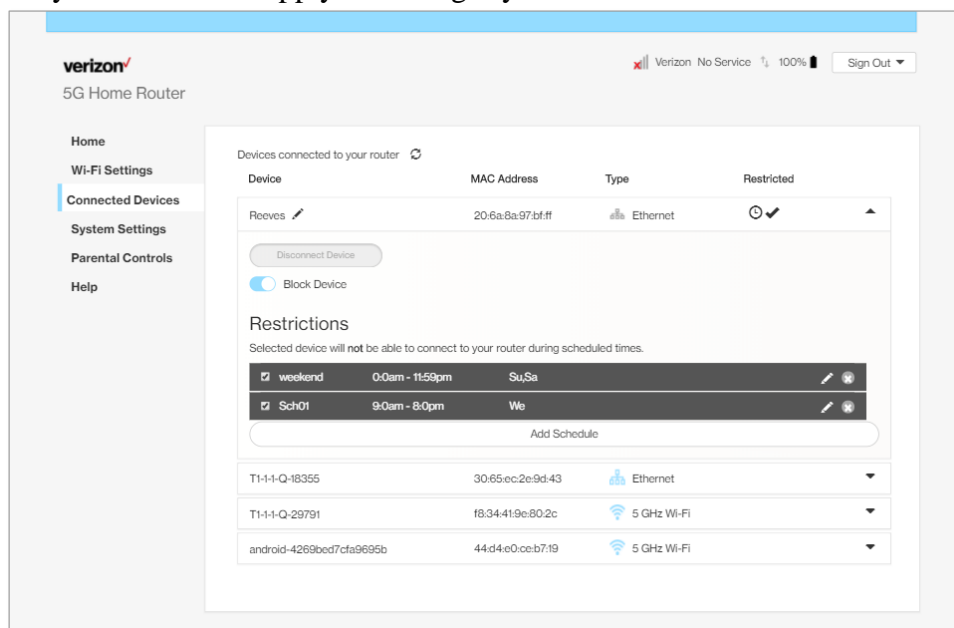 verizon
Verizon No Service 100% Sign Out
5G Home Router
Home
Wi-Fi Settings
Connected Devices
System Settings
Parental Controls
Help
Devices connected to your router
Device MAC Address Type Restricted
Reeves 20:6a:8a:97:bf:ff Ethernet
Disconnect Device
Block Device
Restrictions
Selected device will not be able to connect to your router during scheduled times.
weekend 0:0am - 11:59pm Su,Sa
Sch01 9:0am - 8:0pm We
Add Schedule
T1-1-1-Q-18355 30:65:ec:2e:9d:43 Ethernet
T1-1-1-Q-29791 f8:34:41:9e:80:2c 5 GHz Wi-Fi
android-4269bed7cfa9695b 44:d4:e0:ce:b7:19 5 GHz Wi-Fi